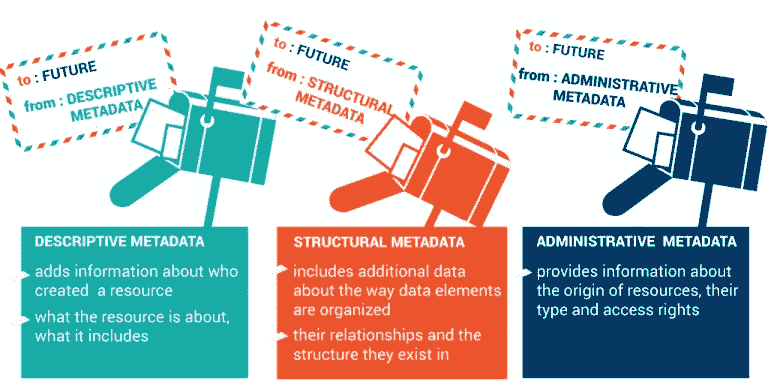 to : FUTURE
from : DESCRIPTIVE
METADATA
to : FUTURE
from : STRUCTURAL
METADATA
to : FUTURE
from : ADMINISTRATIVE
METADATA
DESCRIPTIVE METADATA
adds information about who
created a resource
what the resource is about,
what it includes
STRUCTURAL METADATA
includes additional data
about the way data elements
are organized
their relationships and the
structure they exist in
ADMINISTRATIVE METADATA
provides information about
the origin of resources, their
type and access rights